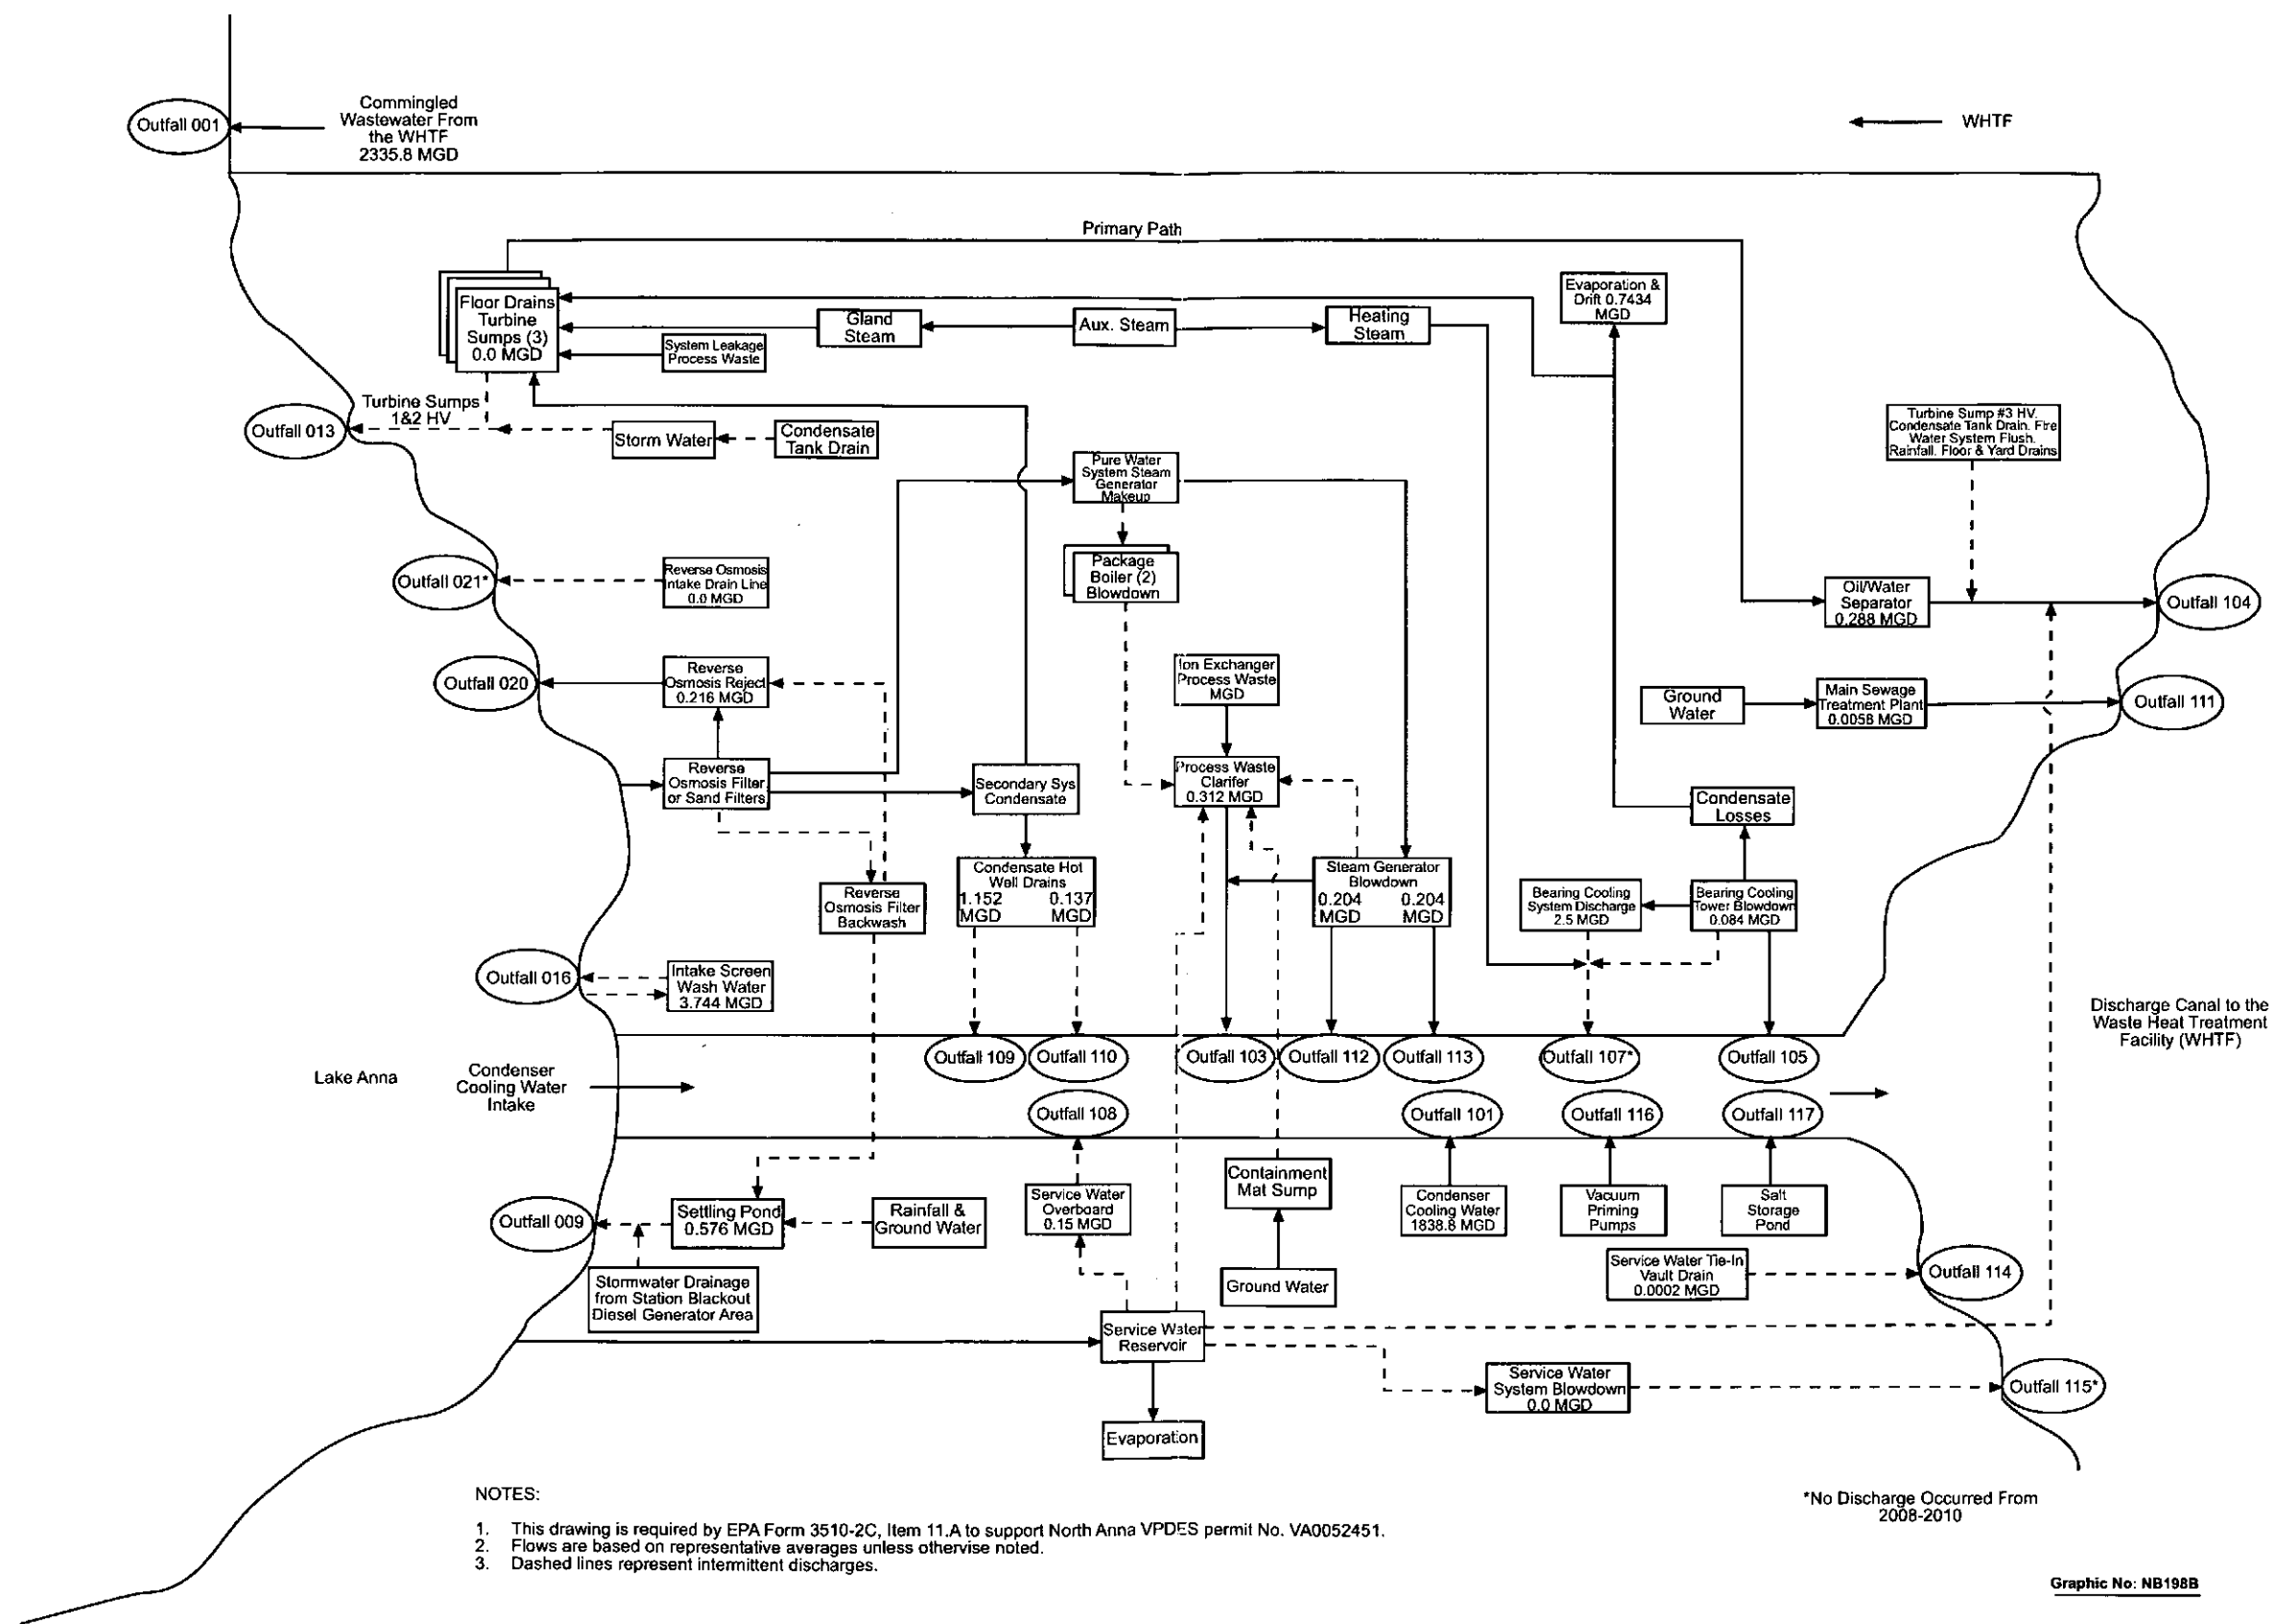 Outfall 001
Commingled
Wastewater From
the WHTF
2335.8 MGD
WHTF
Primary Path
Floor Drains
Turbine
Sumps (3)
0.0 MGD
System Leakage
Process Waste
Gland
Steam
Aux. Steam
Heating
Steam
Evaporation &
Drift 0.7434
MGD
Outfall 013
Turbine Sumps
1&2 HV
Storm Water
Condensate
Tank Drain
Turbine Sump #3 HV.
Condensate Tank Drain. Fire
Water System Flush.
Rainfall. Floor & Yard Drains
Pure Water
System Steam
Generator
Makeup
Package
Boiler (2)
Blowdown
Outfall 021*
Reverse Osmosis
Intake Drain Line
0.0 MGD
Oil/Water
Separator
0.288 MGD
Outfall 104
Outfall 020
Reverse
Osmosis Reject
0.216 MGD
Ion Exchanger
Process Waste
MGD
Ground
Water
Main Sewage
Treatment Plant
0.0058 MGD
Outfall 111
Reverse
Osmosis Filter
or Sand Filters
Secondary Sys
Condensate
Process Waste
Clarifer
0.312 MGD
Condensate
Losses
Reverse
Osmosis Filter
Backwash
Condensate Hot
Well Drains
1.152 0.137
MGD MGD
Steam Generator
Blowdown
0.204 0.204
MGD MGD
Bearing Cooling
System Discharge
2.5 MGD
Bearing Cooling
Tower Blowdown
0.084 MGD
Outfall 016
Intake Screen
Wash Water
3.744 MGD
Discharge Canal to the
Waste Heat Treatment
Facility (WHTF)
Outfall 109
Outfall 110
Outfall 103
Outfall 112
Outfall 113
Outfall 107*
Outfall 105
Lake Anna
Condenser
Cooling Water
Intake
Outfall 108
Outfall 101
Outfall 116
Outfall 117
Outfall 009
Settling Pond
0.576 MGD
Rainfall &
Ground Water
Service Water
Overboard
0.15 MGD
Containment
Mat Sump
Condenser
Cooling Water
1838.8 MGD
Vacuum
Priming
Pumps
Salt
Storage
Pond
Stormwater Drainage
from Station Blackout
Diesel Generator Area
Ground Water
Service Water Tie-In
Vault Drain
0.0002 MGD
Outfall 114
Service Water
Reservoir
Service Water
System Blowdown
0.0 MGD
Outfall 115*
Evaporation
NOTES:
1. This drawing is required by EPA Form 3510-2C, Item 11.A to support North Anna VPDES permit No. VA0052451.
2. Flows are based on representative averages unless othervise noted.
3. Dashed lines represent intermittent discharges.
*No Discharge Occurred From
2008-2010
Graphic No: NB198B